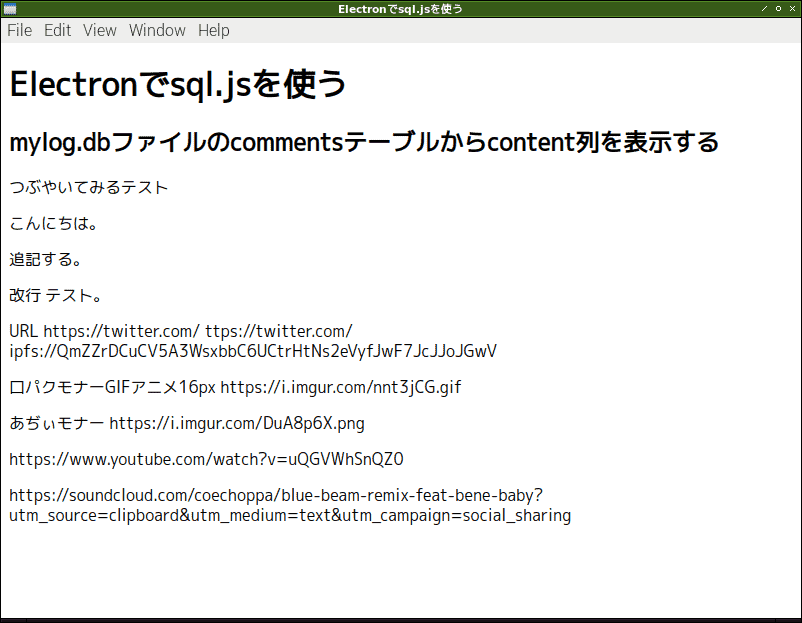 Electronでsql.jsを使う
File Edit View Window Help
Electronでsql.jsを使う
mylog.dbファイルのcommentsテーブルからcontent列を表示する
つぶやいてみるテスト
こんにちは。
追記する。
改行 テスト。
URL https://twitter.com/ ttps://twitter.com/
ipfs://QmZZrDCuCV5A3WsxbbC6UCtrHtNs2eVyfJwF7JcJJoJGwV
口パクモナーGIFアニメ16px https://i.imgur.com/nnt3jCG.gif
あぢぃモナー https://i.imgur.com/DuA8p6X.png
https://www.youtube.com/watch?v=uQGVWhSnQZ0
https://soundcloud.com/coechoppa/blue-beam-remix-feat-bene-baby?
utm_source=clipboard&utm_medium=text&utm_campaign=social_sharing